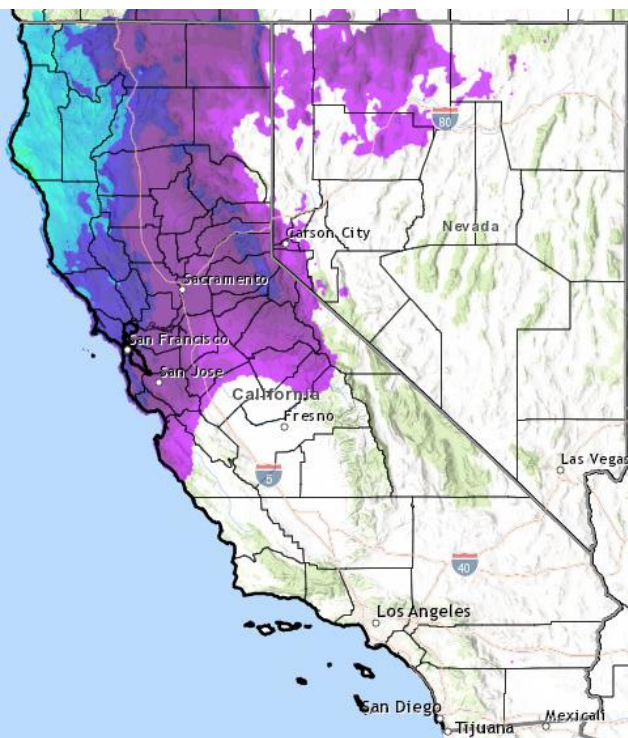 80
Carson City
Nevada
Sacramento
San Francisco
San Jose
California
Fresno
Las Vegas
5
40
Los Angeles
San Diego
Mexicali
Tijuana